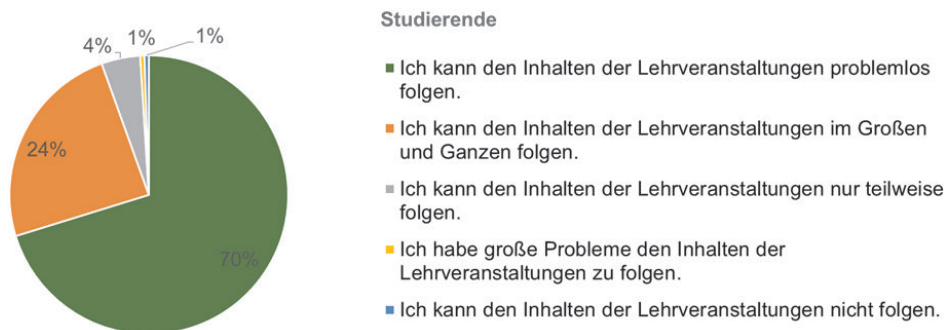 Studierende
1%
1%
4%
24%
70%
Ich kann den Inhalten der Lehrveranstaltungen problemlos
folgen.
Ich kann den Inhalten der Lehrveranstaltungen im Großen
und Ganzen folgen.
Ich kann den Inhalten der Lehrveranstaltungen nur teilweise
folgen.
Ich habe große Probleme den Inhalten der
Lehrveranstaltungen zu folgen.
Ich kann den Inhalten der Lehrveranstaltungen nicht folgen.